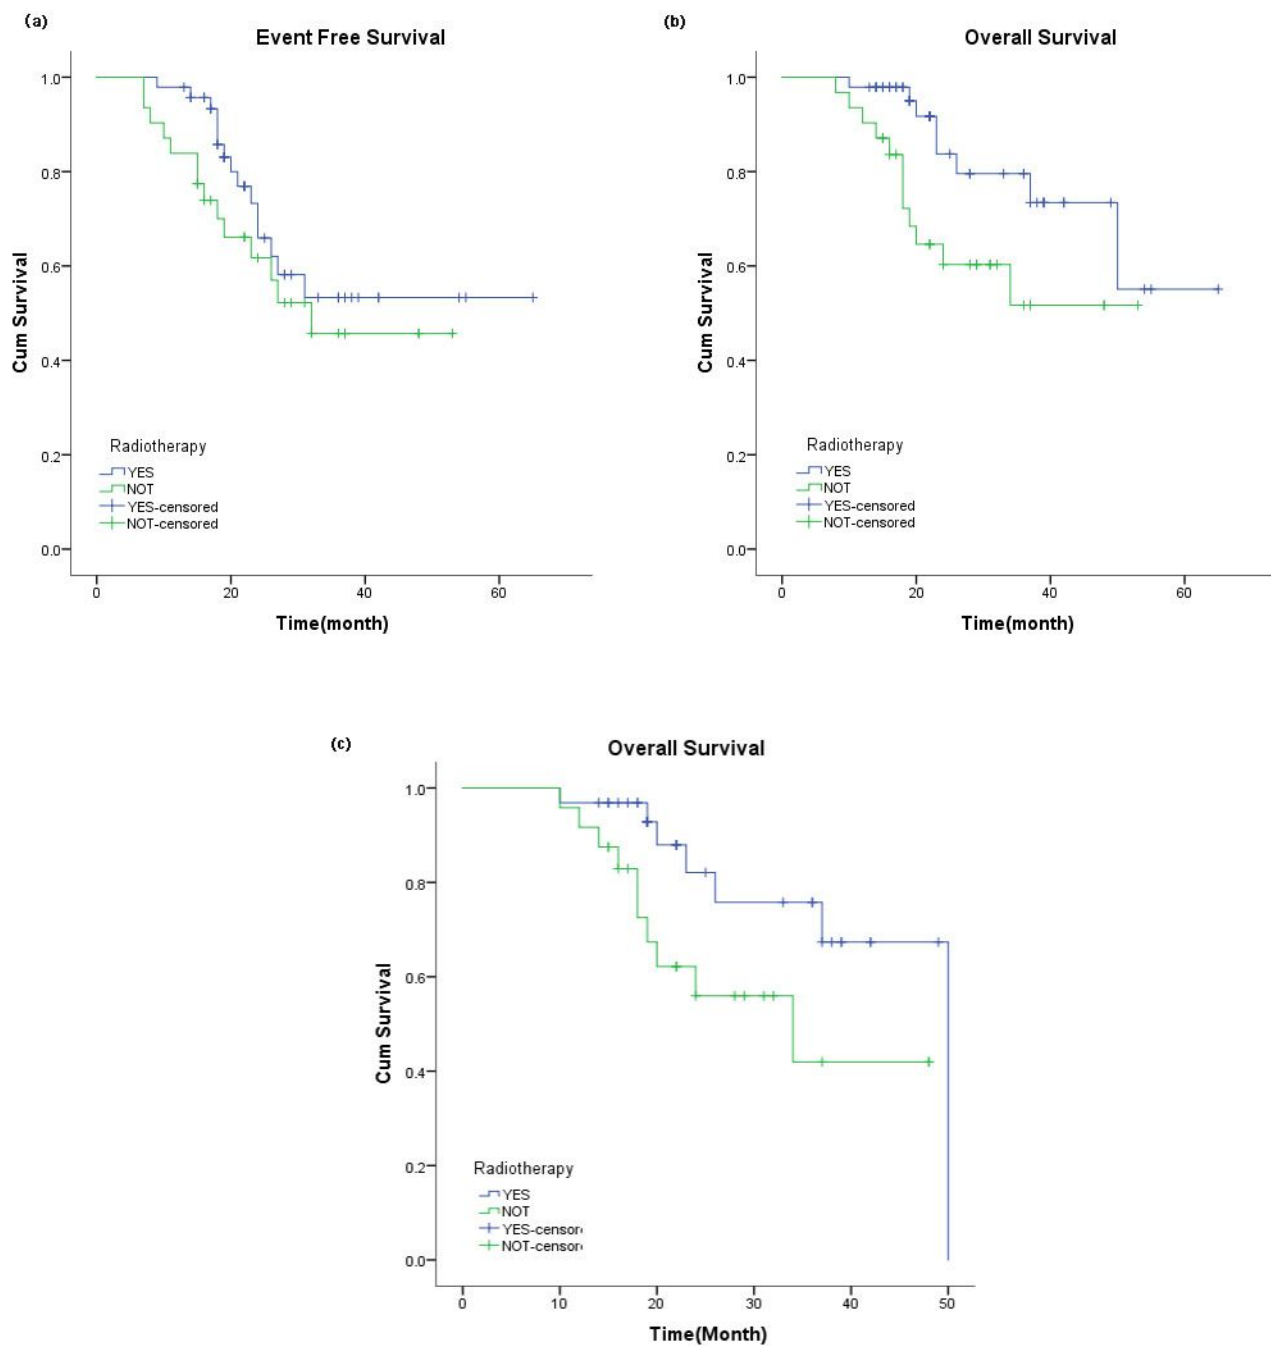 (a)
Event Free Survival
1.0
0.8
0.6
0.4
0.2
0.0
Cum Survival
Radiotherapy
YES
NOT
YES-censored
NOT-censored
0 20 40 60
Time(month)
(b)
Overall Survival
1.0
0.8
0.6
0.4
0.2
0.0
Cum Survival
Radiotherapy
YES
NOT
YES-censored
NOT-censored
0 20 40 60
Time(month)
(c)
Overall Survival
1.0
0.8
0.6
0.4
0.2
0.0
Cum Survival
Radiotherapy
YES
NOT
YES-censor
NOT-censor
0 10 20 30 40 50
Time(Month)